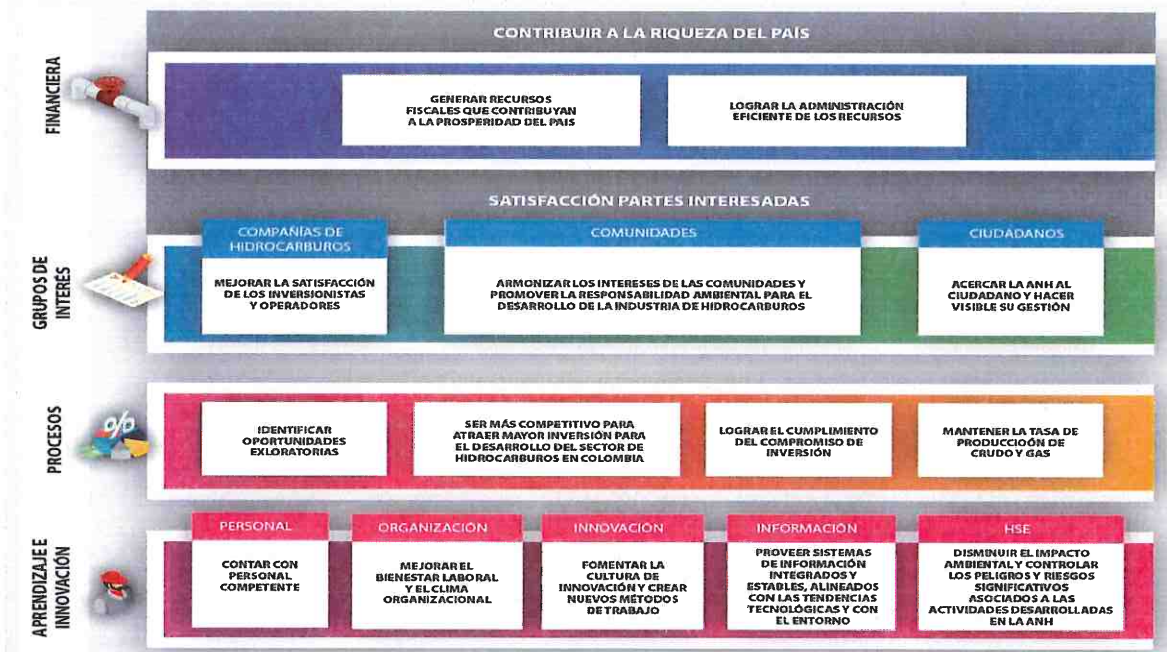 FINANCIERA
CONTRIBUIR A LA RIQUEZA DEL PAÍS
GENERAR RECURSOS
FISCALES QUE CONTRIBUYAN
A LA PROSPERIDAD DEL PAIS
LOGRAR LA ADMINISTRACIÓN
EFICIENTE DE LOS RECURSOS
GRUPOS DE
INTERÉS
SATISFACCIÓN PARTES INTERESADAS
COMPAÑÍAS DE
HIDROCARBUROS
MEJORAR LA SATISFACCIÓN
DE LOS INVERSIONISTAS
Y OPERADORES
COMUNIDADES
ARMONIZAR LOS INTERESES DE LAS COMUNIDADES Y
PROMOVER LA RESPONSABILIDAD AMBIENTAL PARA EL
DESARROLLO DE LA INDUSTRIA DE HIDROCARBUROS
CIUDADANOS
ACERCAR LA ANH AL
CIUDADANO Y HACER
VISIBLE SU GESTIÓN
PROCESOS
%
IDENTIFICAR
OPORTUNIDADES
EXLORATORIAS
SER MÁS COMPETITIVO PARA
ATRAER MAYOR INVERSIÓN PARA
EL DESARROLLO DEL SECTOR DE
HIDROCARBUROS EN COLOMBIA
LOGRAR EL CUMPLIMIENTO
DEL COMPROMISO DE
INVERSIÓN
MANTENER LA TASA DE
PRODUCCIOÓN DE
CRUDO Y GAS
APRENDIZAJE E
INNOVACIÓN
PERSONAL
CONTAR CON
PERSONAL
COMPETENTE
ORGANIZACIÓN
MEJORAR EL
BIENESTAR LABORAL
Y EL CLIMA
ORGANIZACIONAL
INNOVACIÓN
FOMENTAR LA
CULTURA DE
INNOVACIÓN Y CREAR
NUEVOS MÉTODOS
DE TRABAJO
INFORMACIÓN
PROVEER SISTEMAS
DE INFORMACIÓN
INTEGRADOS Y
ESTABLES, ALINEADOS
CON LAS TENDENCIAS
TECNOLÓGICAS Y CON
EL ENTORNO
HSE
DISMINUIR EL IMPACTO
AMBIENTAL Y CONTROLAR
LOS PELIGROS Y RIESGOS
SIGNIFICATIVOS
ASOCIADOS A LAS
ACTIVIDADES DESARROLLADAS
EN LA ANH